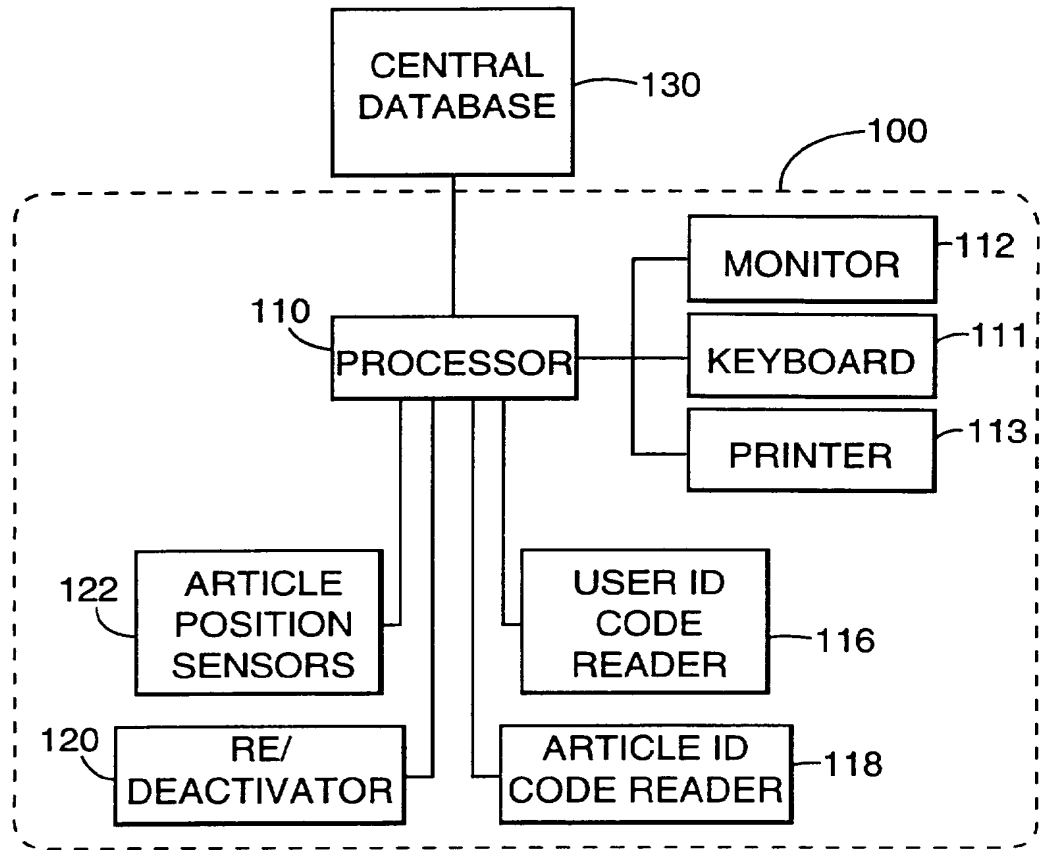 CENTRAL
DATABASE
130
100
MONITOR
112
110
PROCESSOR
KEYBOARD
111
PRINTER
113
122
ARTICLE
POSITION
SENSORS
USER ID
CODE
READER
116
120
RE/
DEACTIVATOR
ARTICLE ID
CODE READER
118